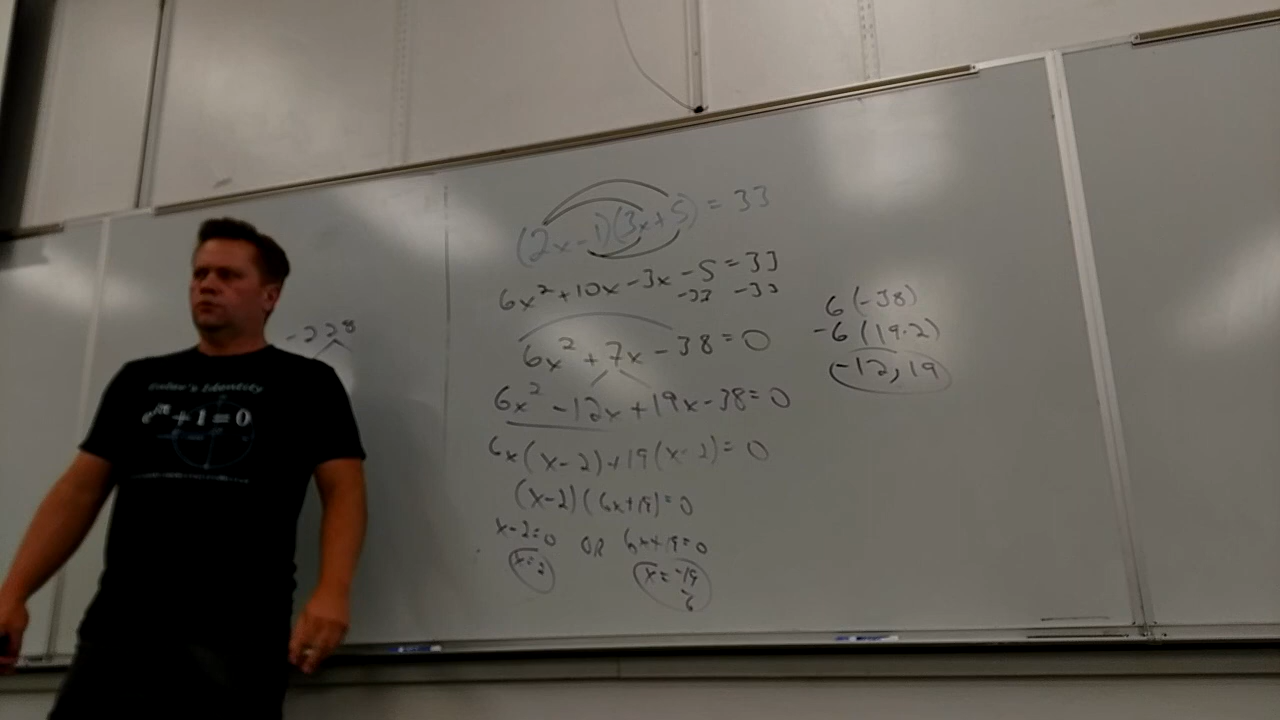 (2x-1)(3x+5) = 33
6x²+10x-3x-5=33
-33 -33
6x²+7x-38=0
6x²-12x+19x-38=0
6x(x-2)+19(x-2)=0
(x-2)(6x+19)=0
x-2=0 OR 6x+19=0
x=2 x=-19
6
6(-38)
-6(19·2)
-12,19
-228
Euler's Identity
e^iπ + 1 = 0